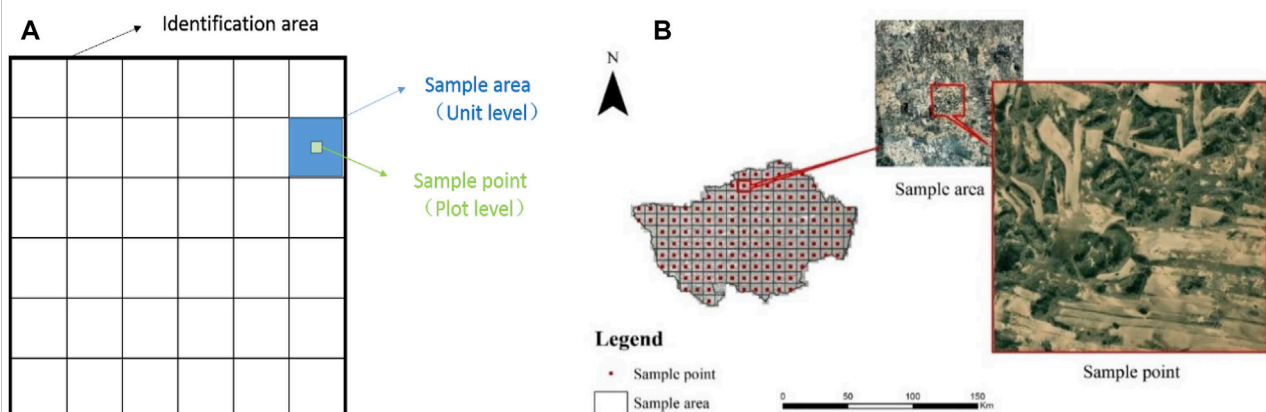 A
Identification area
Sample area
（Unit level）
Sample point
（Plot level）
B
N
Sample area
Sample point
Legend
Sample point
Sample area
0 50 100 150
Km